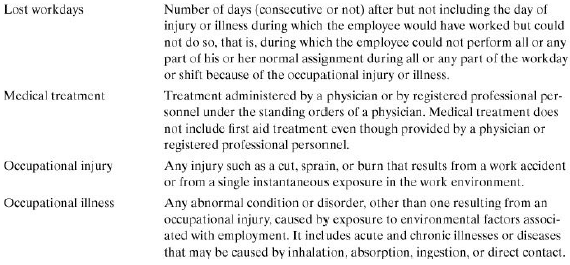 Lost workdays Number of days (consecutive or not) after but not including the day of
injury or illness during which the employee would have worked but could
not do so, that is, during which the employee could not perform all or any
part of his or her normal assignment during all or any part of the workday
or shift because of the occupational injury or illness.
Medical treatment Treatment administered by a physician or by registered professional per-
sonnel under the standing orders of a physician. Medical treatment does
not include first aid treatment even though provided by a physician or
registered professional personnel.
Occupational injury Any injury such as a cut, sprain, or burn that results from a work accident
or from a single instantaneous exposure in the work environment.
Occupational illness Any abnormal condition or disorder, other than one resulting from an
occupational injury, caused by exposure to environmental factors associ-
ated with employment. It includes acute and chronic illnesses or diseases
that may be caused by inhalation, absorption, ingestion, or direct contact.